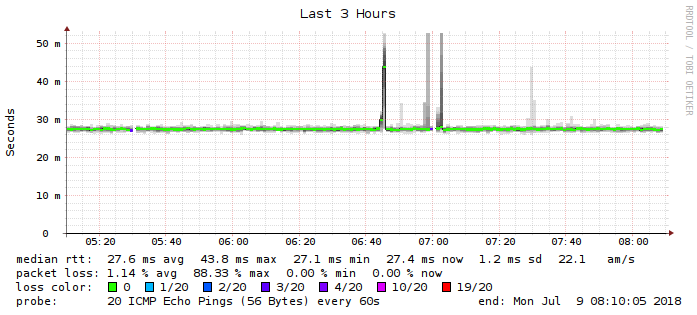 Last 3 Hours
RRDTOOL / TOBI OETIKER
Seconds
50 m
40 m
30 m
20 m
10 m
0
05:20 05:40 06:00 06:20 06:40 07:00 07:20 07:40 08:00
median rtt: 27.6 ms avg 43.8 ms max 27.1 ms min 27.4 ms now 1.2 ms sd 22.1 am/s
packet loss: 1.14 % avg 88.33 % max 0.00 % min 0.00 % now
loss color: 0 1/20 2/20 3/20 4/20 10/20 19/20
probe: 20 ICMP Echo Pings (56 Bytes) every 60s end: Mon Jul 9 08:10:05 2018